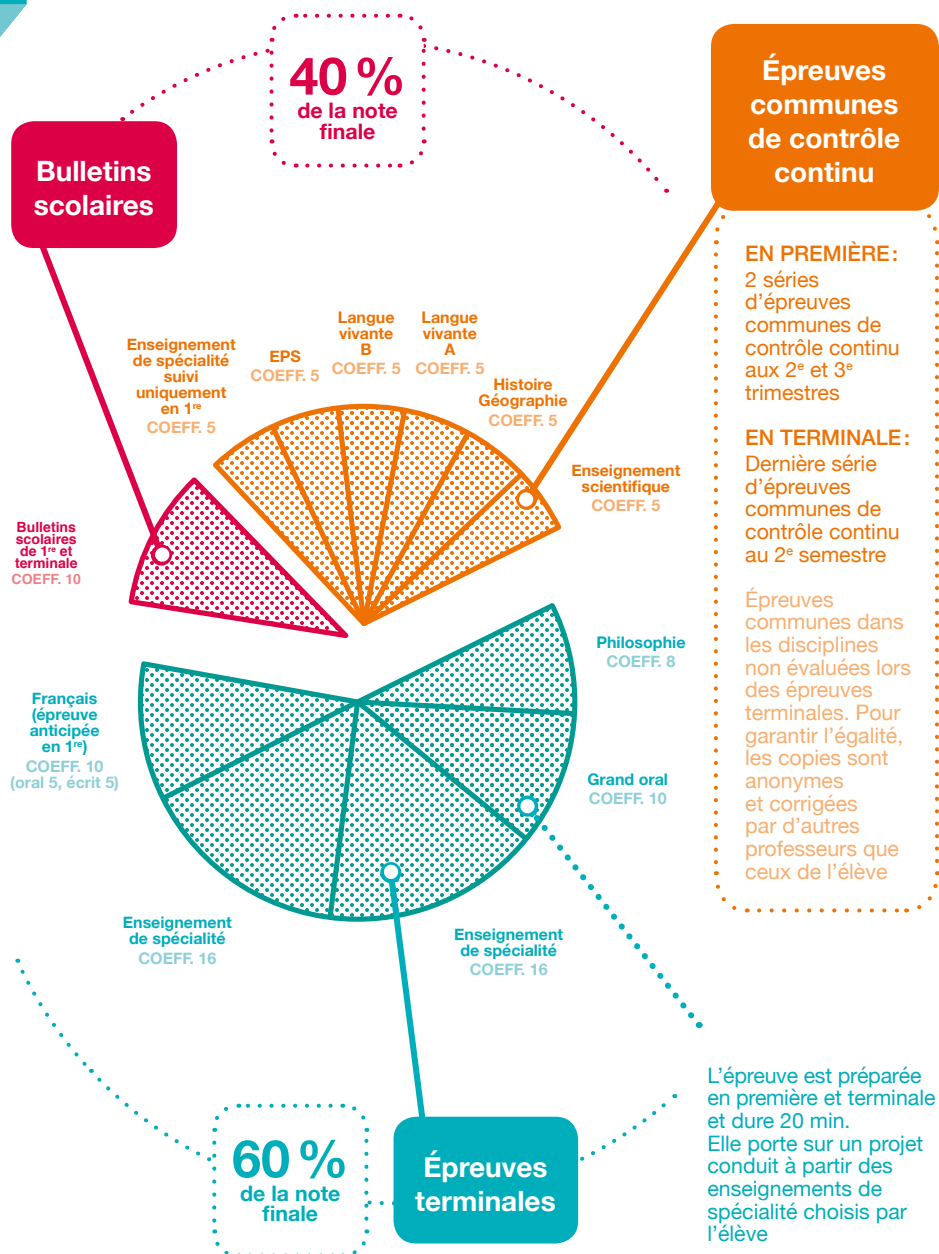 40 %
de la note
finale
Bulletins
scolaires
Épreuves
communes
de contrôle
continu
EN PREMIÈRE :
2 séries
d'épreuves
communes de
contrôle continu
aux 2e et 3e
trimestres
EN TERMINALE :
Dernière série
d'épreuves
communes de
contrôle continu
au 2e semestre
Épreuves
communes dans
les disciplines
non évaluées lors
des épreuves
terminales. Pour
garantir l'égalité,
les copies sont
anonymes
et corrigées
par d'autres
professeurs que
ceux de l'élève
Enseignement
de spécialité
suivi
uniquement
en 1re
COEFF. 5
EPS
COEFF. 5
Langue
vivante
B
COEFF. 5
Langue
vivante
A
COEFF. 5
Histoire
Géographie
COEFF. 5
Enseignement
scientifique
COEFF. 5
Bulletins
scolaires
de 1re et
terminale
COEFF. 10
Philosophie
COEFF. 8
Français
(épreuve
anticipée
en 1re)
COEFF. 10
(oral 5, écrit 5)
Grand oral
COEFF. 10
Enseignement
de spécialité
COEFF. 16
Enseignement
de spécialité
COEFF. 16
60 %
de la note
finale
Épreuves
terminales
L'épreuve est préparée
en première et terminale
et dure 20 min.
Elle porte sur un projet
conduit à partir des
enseignements de
spécialité choisis par
l'élève